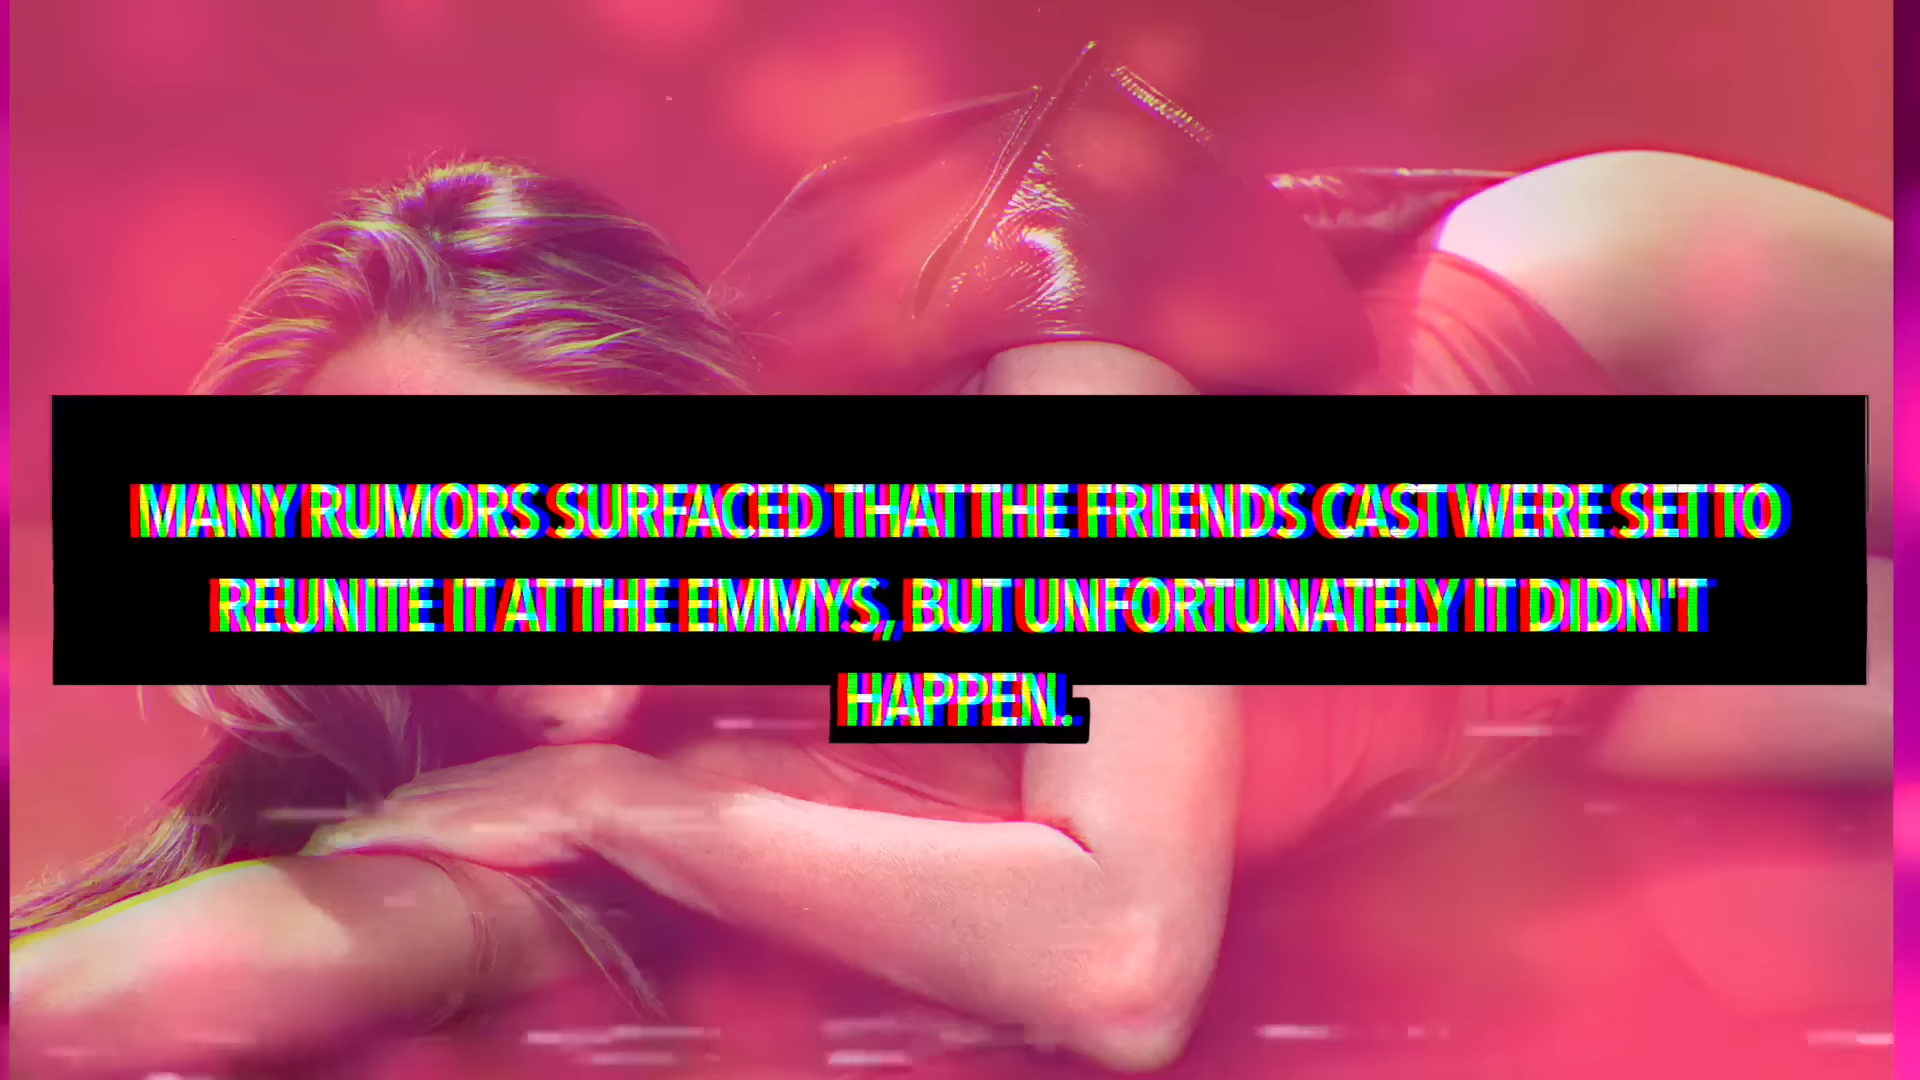 MANY RUMORS SURFACED THAT THE FRIENDS CAST WERE SET TO
REUNITE IT AT THE EMMYS, BUT UNFORTUNATELY IT DIDN'T
HAPPEN.